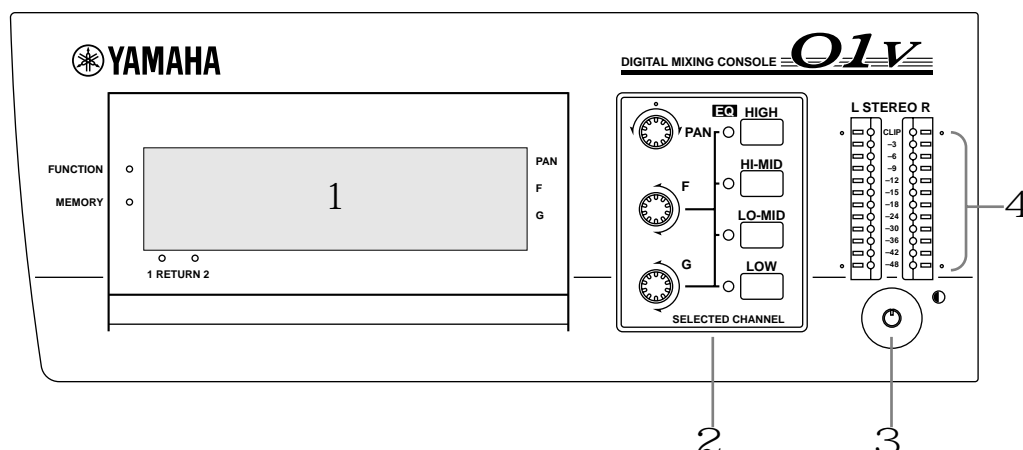 YAMAHA
DIGITAL MIXING CONSOLE 01V
FUNCTION
MEMORY
1
PAN
F
G
1 RETURN 2
PAN
F
G
EQ HIGH
HI-MID
LO-MID
LOW
SELECTED CHANNEL
L STEREO R
CLIP
-3
-6
-9
-12
-15
-18
-24
-30
-36
-42
-48
4
2
3